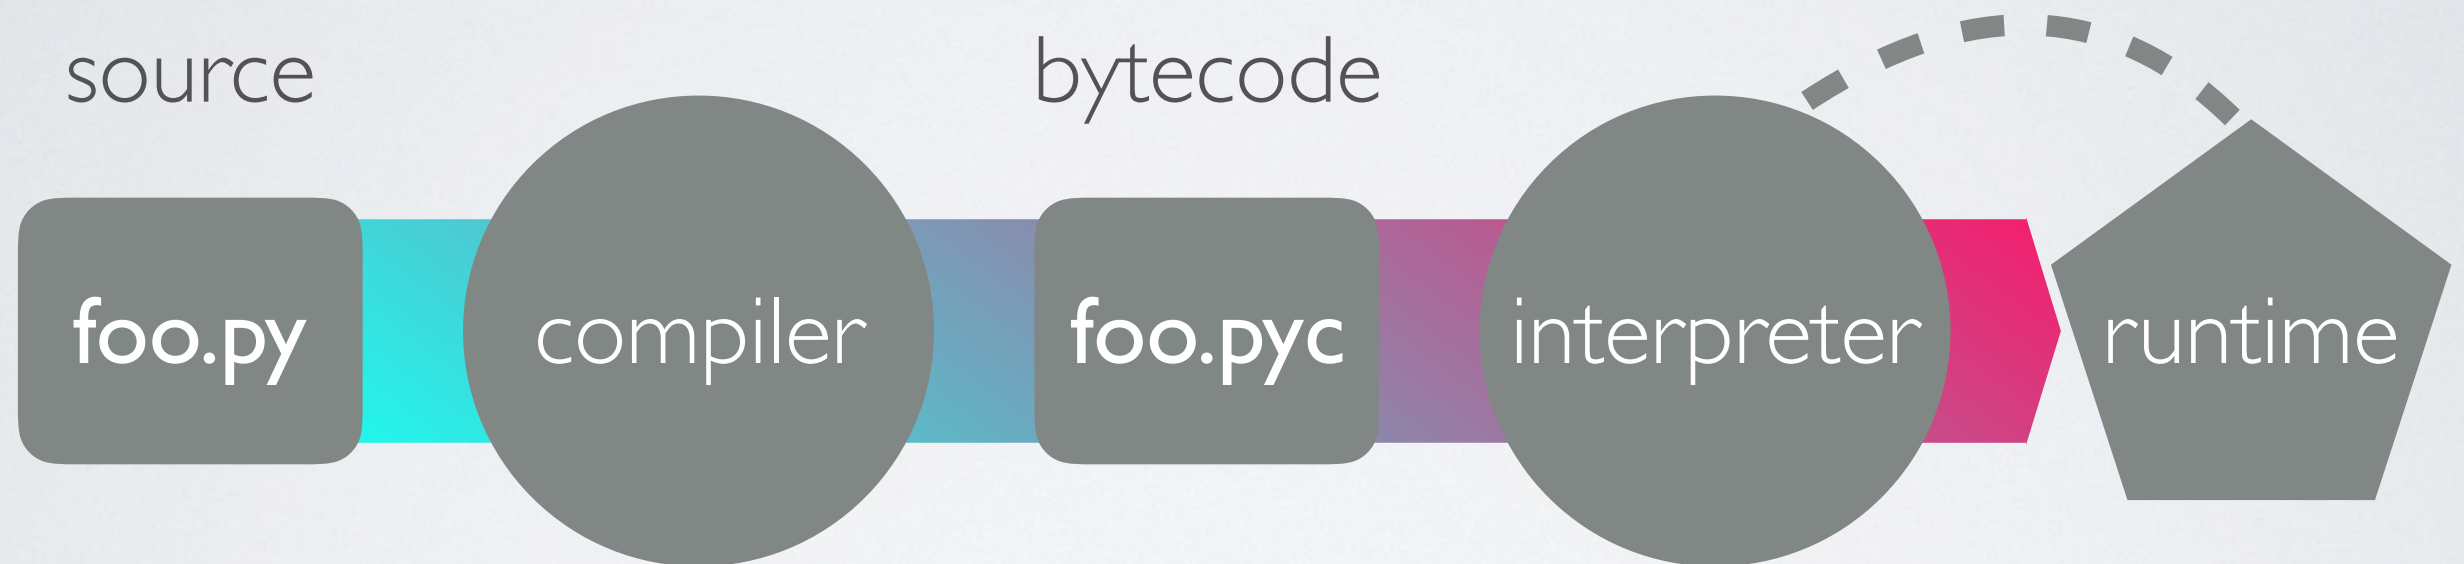 source
bytecode
foo.py
compiler
foo.pyc
interpreter
runtime